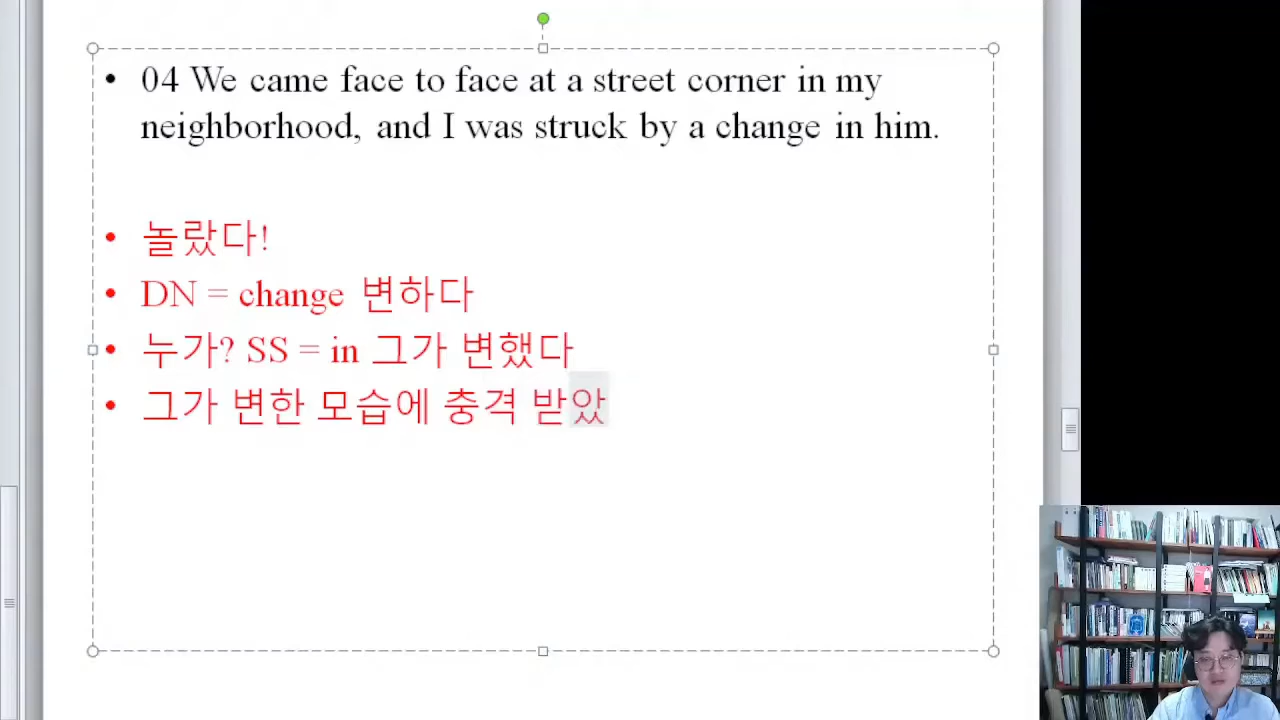 • 04 We came face to face at a street corner in my
neighborhood, and I was struck by a change in him.
• 놀랐다!
• DN = change 변하다
• 누가? SS = in 그가 변했다
• 그가 변한 모습에 충격 받았